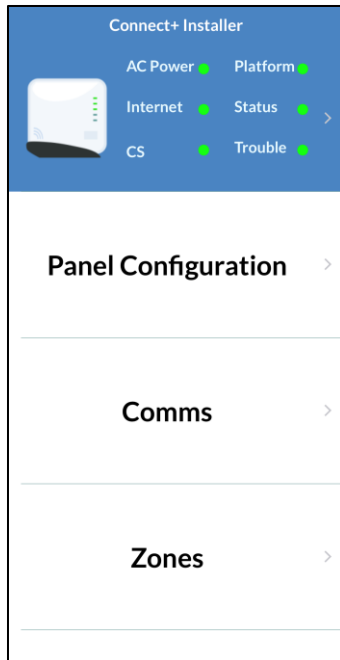 Connect+ Installer
AC Power Platform
Internet Status
CS Trouble
Panel Configuration
Comms
Zones